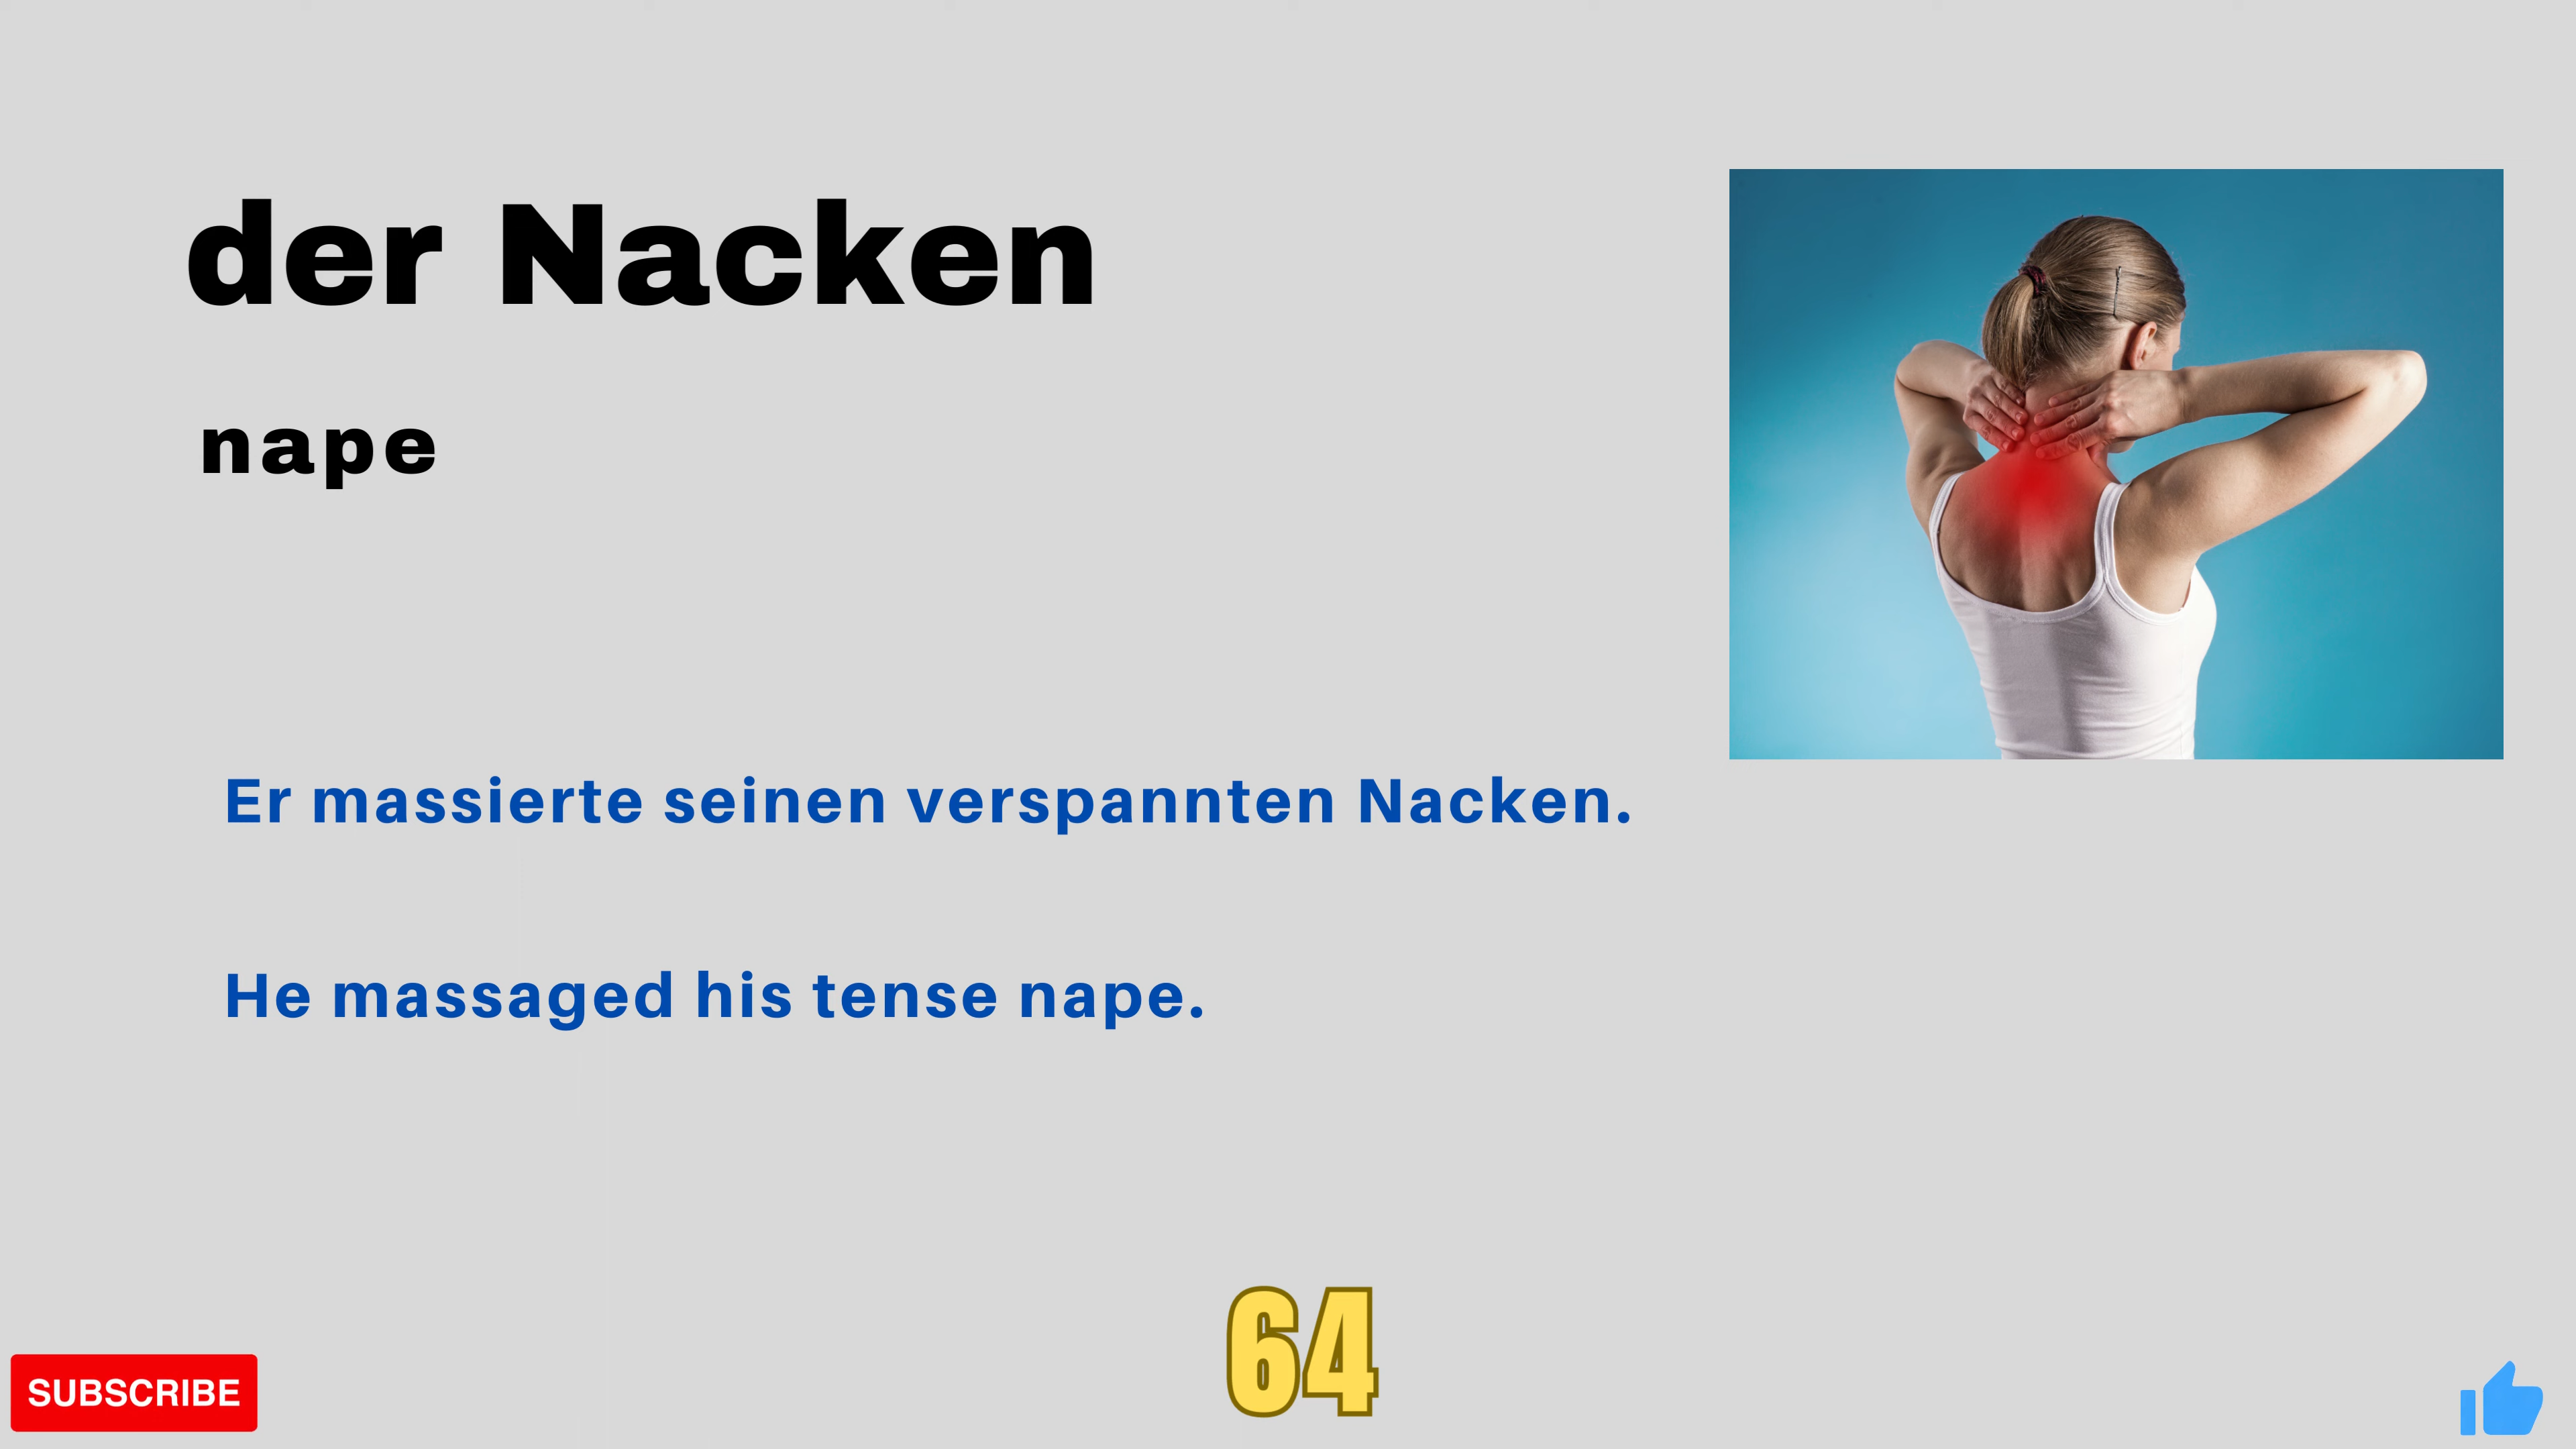 der Nacken
nape
Er massierte seinen verspannten Nacken.
He massaged his tense nape.
64
SUBSCRIBE